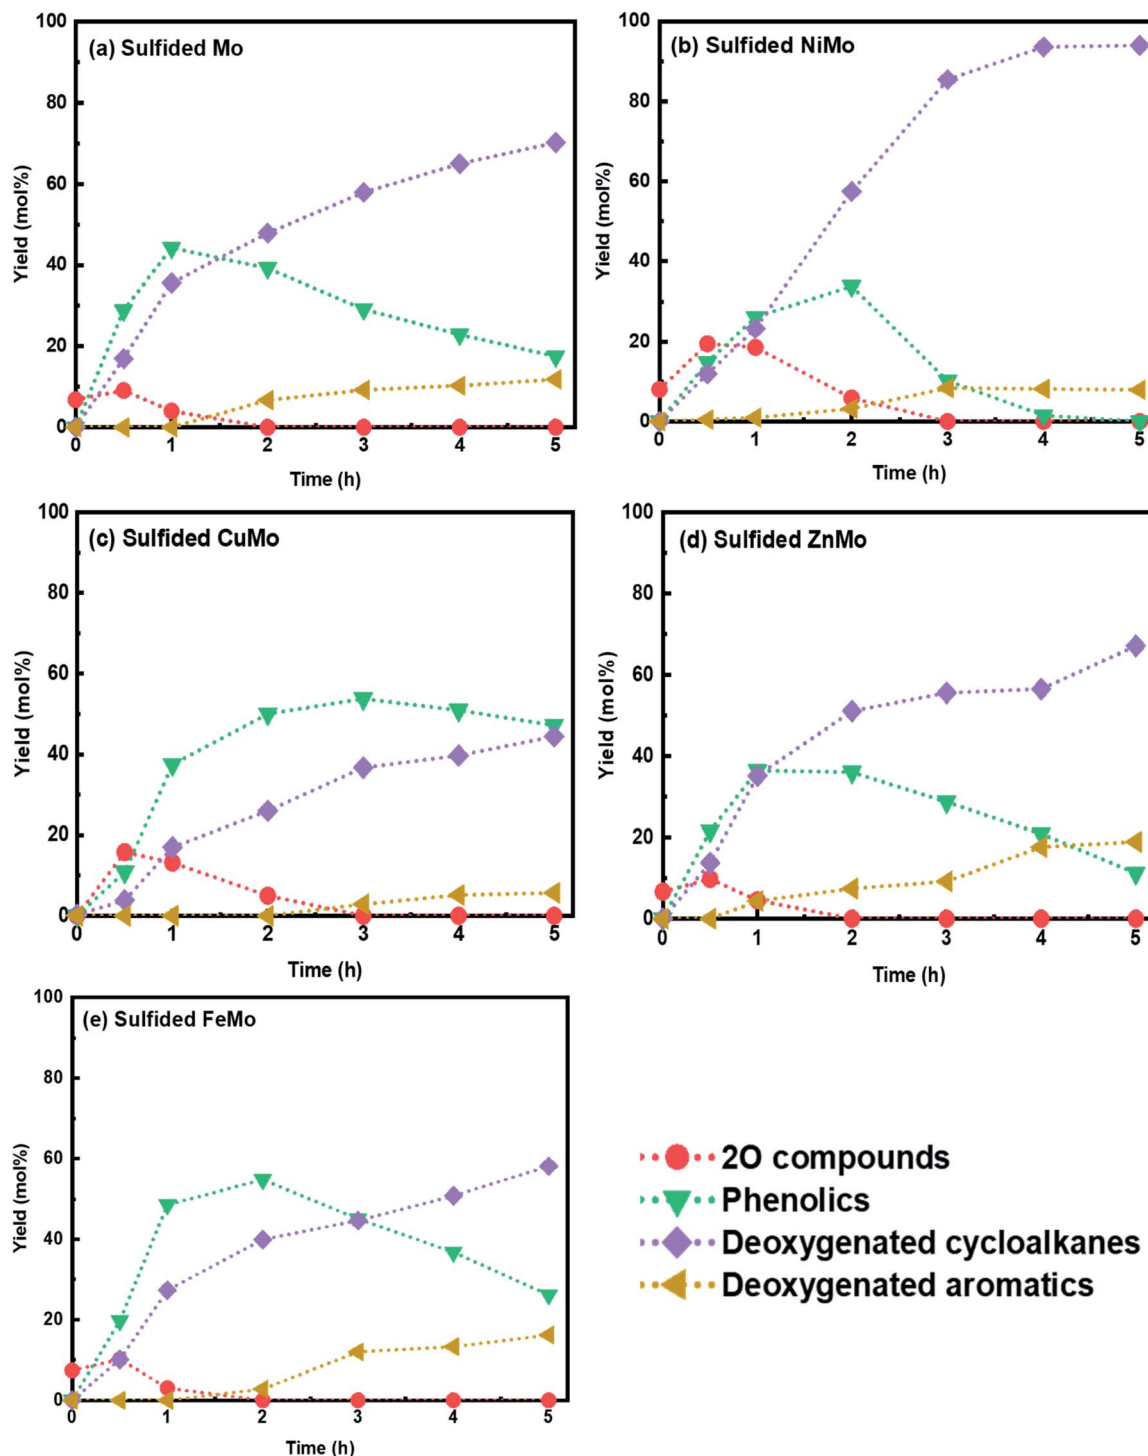 (a) Sulfided Mo
Yield (mol%)
100
80
60
40
20
0
0 1 2 3 4 5
Time (h)
(b) Sulfided NiMo
Yield (mol%)
100
80
60
40
20
0
0 1 2 3 4 5
Time (h)
(c) Sulfided CuMo
Yield (mol%)
100
80
60
40
20
0
0 1 2 3 4 5
Time (h)
(d) Sulfided ZnMo
Yield (mol%)
100
80
60
40
20
0
0 1 2 3 4 5
Time (h)
(e) Sulfided FeMo
Yield (mol%)
100
80
60
40
20
0
0 1 2 3 4 5
Time (h)
2O compounds
Phenolics
Deoxygenated cycloalkanes
Deoxygenated aromatics